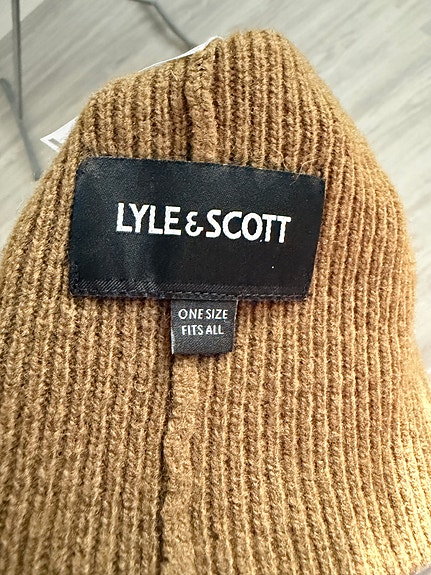 LYLE & SCOTT
ONE SIZE
FITS ALL